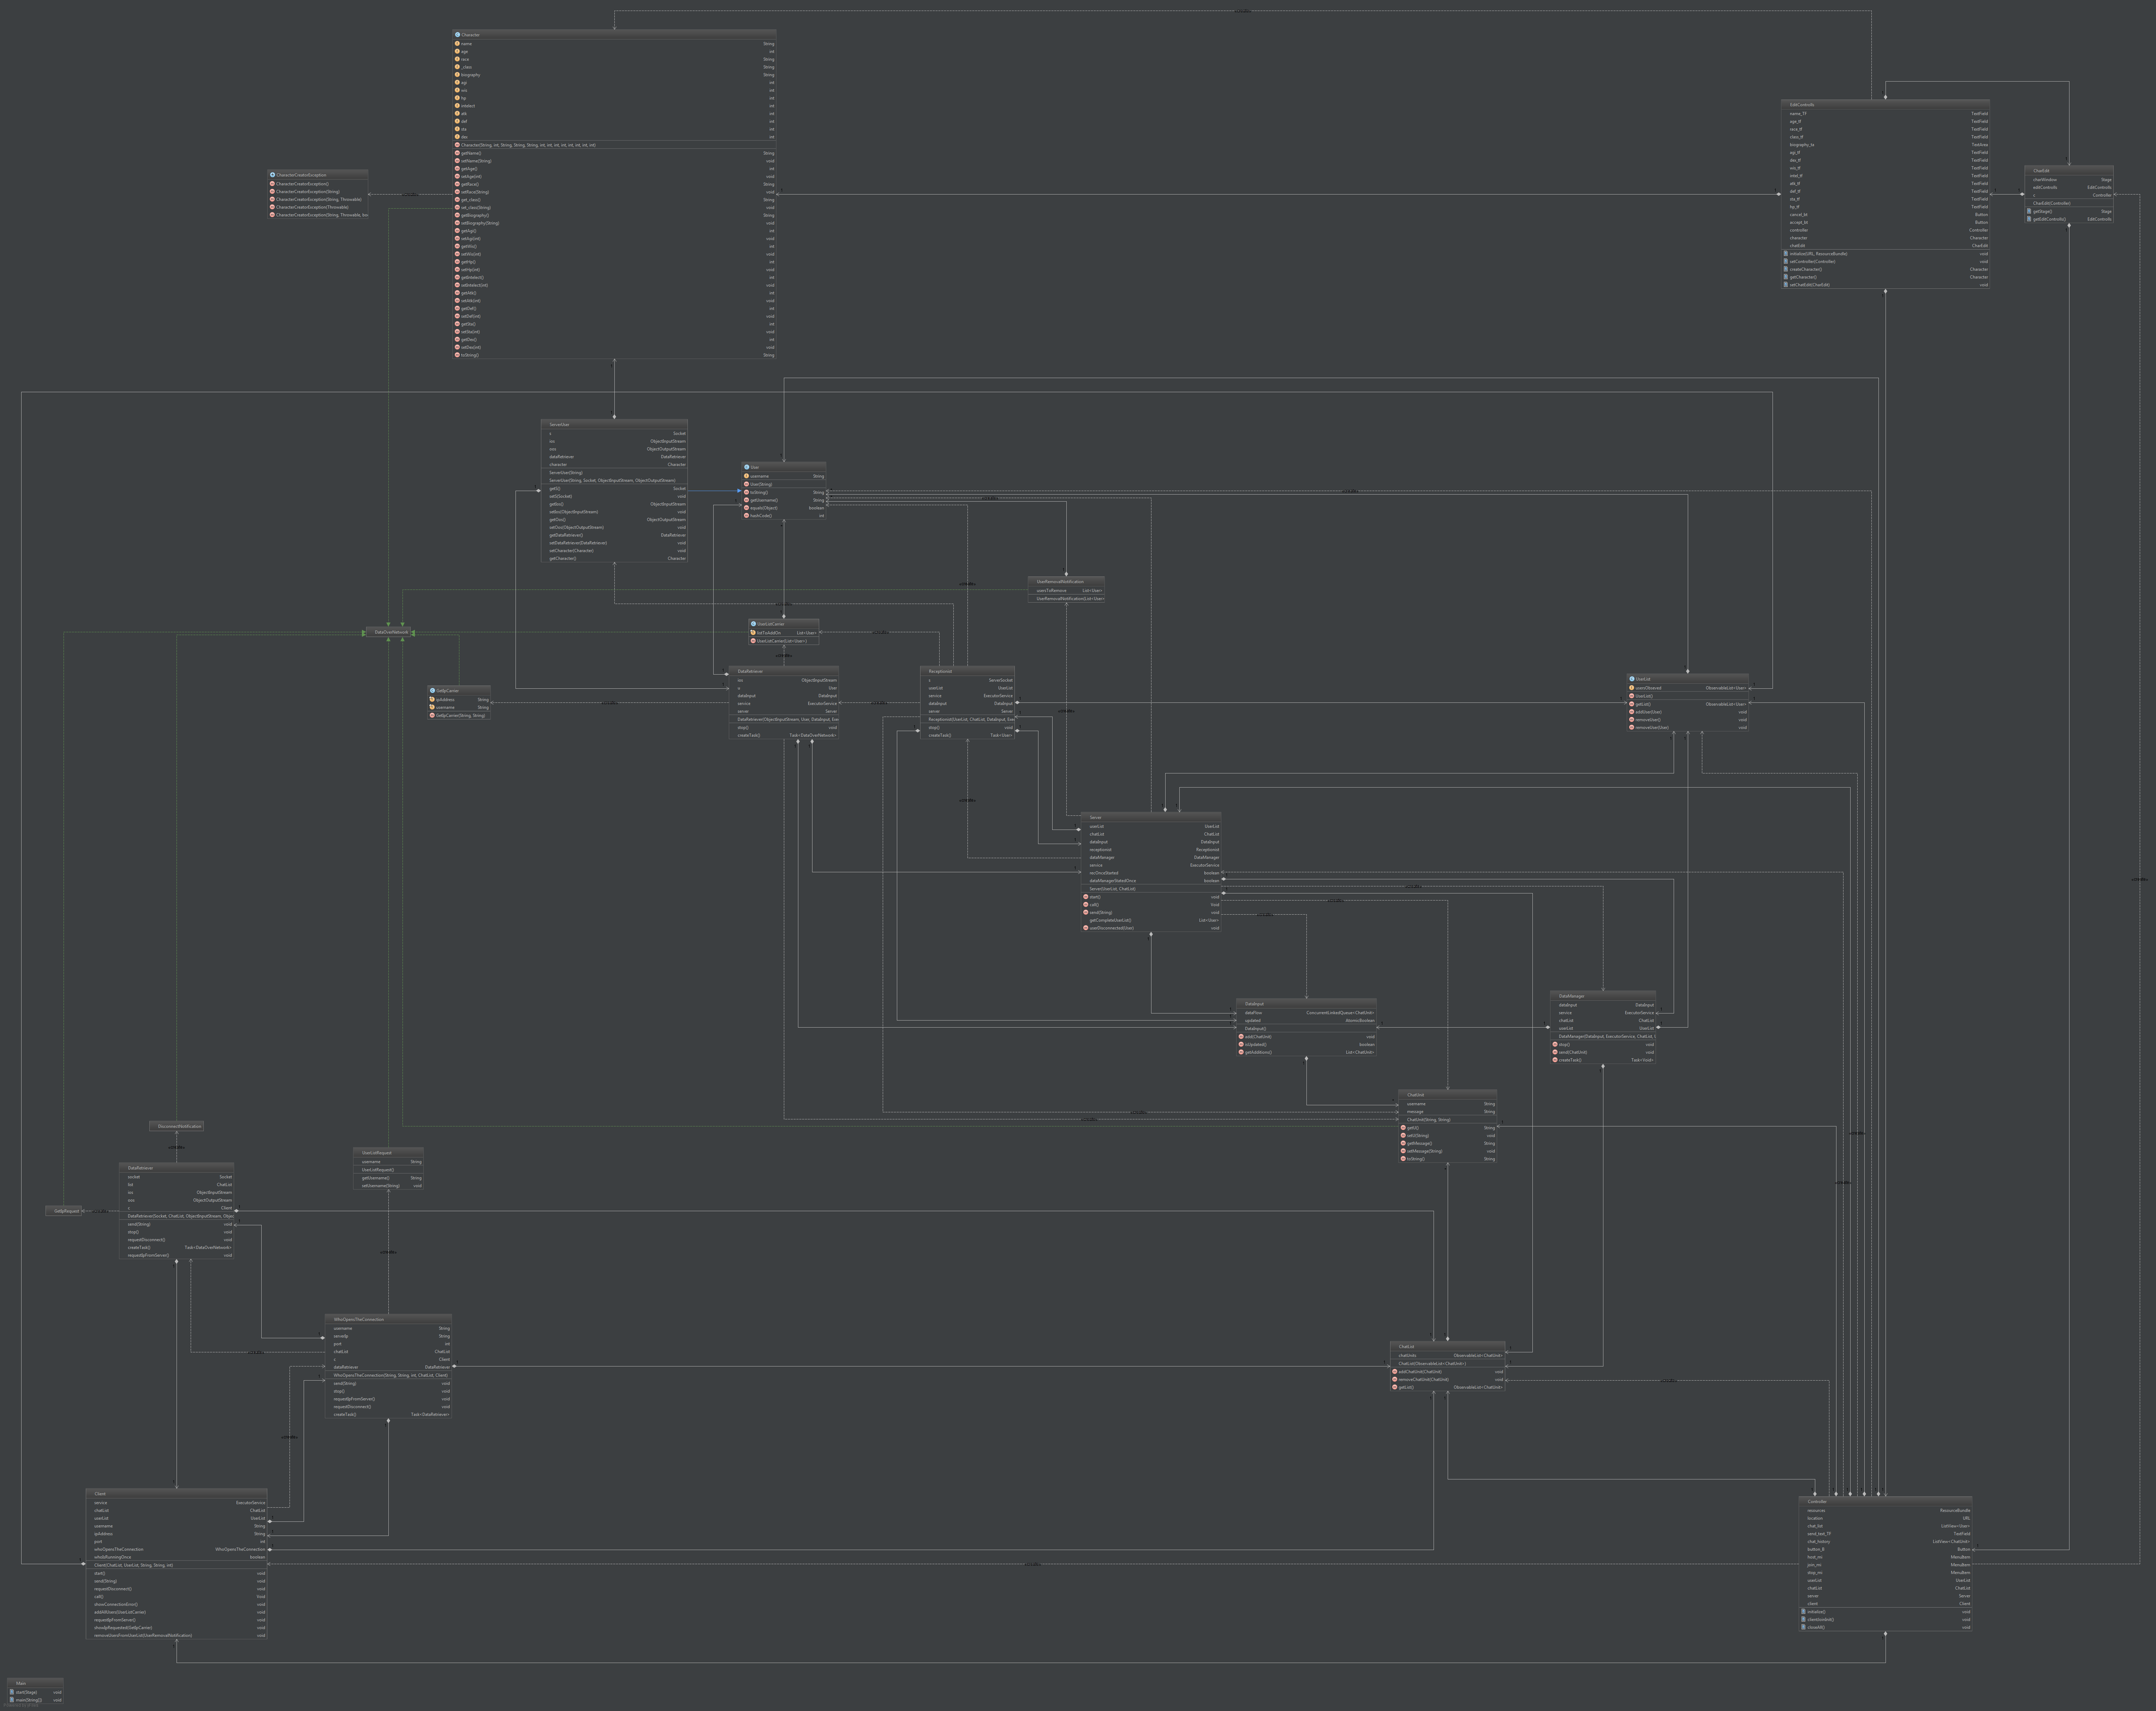 Character
name String
age int
race String
_class String
biography String
agi int
wis int
hp int
intelect int
atk int
def int
sta int
dex int
Character(String, int, String, String, String, int, int, int, int, int, int, int, int)
getName() String
setName(String) void
getAge() int
setAge(int) void
getRace() String
setRace(String) void
get_class() String
set_class(String) void
getBiography() String
setBiography(String) void
getAgi() int
setAgi(int) void
getWis() int
setWis(int) void
getHp() int
setHp(int) void
getIntelect() int
setIntelect(int) void
getAtk() int
setAtk(int) void
getDef() int
setDef(int) void
getSta() int
setSta(int) void
getDex() int
setDex(int) void
toString() String
CharacterCreatorException
CharacterCreatorException()
CharacterCreatorException(String)
CharacterCreatorException(String, Throwable)
CharacterCreatorException(Throwable)
CharacterCreatorException(String, Throwable, boo
EditControlls
name_TF TextField
age_tf TextField
race_tf TextField
class_tf TextField
biography_ta TextArea
agi_tf TextField
dex_tf TextField
wis_tf TextField
intel_tf TextField
atk_tf TextField
def_tf TextField
sta_tf TextField
hp_tf TextField
cancel_bt Button
accept_bt Button
controller Controller
character Character
charEdit CharEdit
initialize(URL, ResourceBundle) void
setController(Controller) void
createCharacter() Character
getCharacter() Character
setCharEdit(CharEdit) void
CharEdit
charWindow Stage
editControlls EditControlls
c Controller
CharEdit(Controller)
getStage() Stage
getEditControlls() EditControlls
ServerUser
s Socket
ois ObjectInputStream
oos ObjectOutputStream
dataRetriever DataRetriever
character Character
ServerUser(String)
ServerUser(String, Socket, ObjectInputStream, ObjectOutputStream)
getS() Socket
setS(Socket) void
getOis() ObjectInputStream
setOis(ObjectInputStream) void
getOos() ObjectOutputStream
setOos(ObjectOutputStream) void
getDataRetriever() DataRetriever
setDataRetriever(DataRetriever) void
setCharacter(Character) void
getCharacter() Character
User
username String
User(String)
toString() String
getUsername() String
equals(Object) boolean
hashCode() int
UserRemovalNotification
usersToRemove List<User>
UserRemovalNotification(List<User>
DataOverNetwork
UserListCarrier
listToAddOn List<User>
UserListCarrier(List<User>)
GetIpCarrier
ipAddress String
username String
GetIpCarrier(String, String)
DataRetriever
ois ObjectInputStream
u User
dataInput DataInput
service ExecutorService
server Server
DataRetriever(ObjectInputStream, User, DataInput, Exe
stop() void
createTask() Task<DataOverNetwork>
Receptionist
s ServerSocket
userList UserList
service ExecutorService
dataInput DataInput
server Server
Receptionist(UserList, ChatList, DataInput, Exe
stop() void
createTask() Task<User>
UserList
usersObseved ObservableList<User>
UserList()
getList() ObservableList<User>
addUser(User) void
removeUser() void
removeUser(User) void
Server
userList UserList
chatList ChatList
dataInput DataInput
receptionist Receptionist
dataManager DataManager
service ExecutorService
recOnceStarted boolean
dataManagerStatedOnce boolean
Server(UserList, ChatList)
start() void
call() Void
send(String) void
getCompleteUserList() List<User>
userDisconnected(User) void
DataInput
dataFlow ConcurrentLinkedQueue<ChatUnit>
updated AtomicBoolean
DataInput()
add(ChatUnit) void
isUpdated() boolean
getAdditions() List<ChatUnit>
DataManager
dataInput DataInput
service ExecutorService
chatList ChatList
userList UserList
DataManager(DataInput, ExecutorService, ChatList, U
stop() void
send(ChatUnit) void
createTask() Task<Void>
ChatUnit
username String
message String
ChatUnit(String, String)
getU() String
setU(String) void
getMessage() String
setMessage(String) void
toString() String
DisconnectNotification
UserListRequest
username String
UserListRequest()
getUsername() String
setUsername(String) void
DataRetriever
socket Socket
list ChatList
ois ObjectInputStream
oos ObjectOutputStream
c Client
DataRetriever(Socket, ChatList, ObjectInputStream, Objec
send(String) void
stop() void
requestDisconnect() void
createTask() Task<DataOverNetwork>
requestIpFromServer() void
GetIpRequest
WhoOpensTheConnection
username String
serveIp String
port int
chatList ChatList
c Client
dataRetriever DataRetriever
WhoOpensTheConnection(String, String, int, ChatList, Client)
send(String) void
stop() void
requestIpFromServer() void
requestDisconnect() void
createTask() Task<DataRetriever>
ChatList
chatUnits ObservableList<ChatUnit>
ChatList(ObservableList<ChatUnit>)
addChatUnit(ChatUnit) void
removeChatUnit(ChatUnit) void
getList() ObservableList<ChatUnit>
Client
service ExecutorService
chatList ChatList
userList UserList
username String
ipAddress String
port int
whoOpensTheConnection WhoOpensTheConnection
whoIsRunningOnce boolean
Client(ChatList, UserList, String, String, int)
start() void
send(String) void
requestDisconnect() void
call() Void
showConnectionError() void
addAllUsers(UserListCarrier) void
requestIpFromServer() void
showIpRequested(GetIpCarrier) void
removeUsersFromUserList(UserRemovalNotification) void
Controller
resources ResourceBundle
location URL
chat_list ListView<User>
send_text_TF TextField
chat_history ListView<ChatUnit>
button_B Button
host_mi MenuItem
join_mi MenuItem
stop_mi MenuItem
userList UserList
chatList ChatList
server Server
client Client
initialize() void
clientInnitInit() void
closeAll() void
Main
start(Stage) void
main(String[]) void